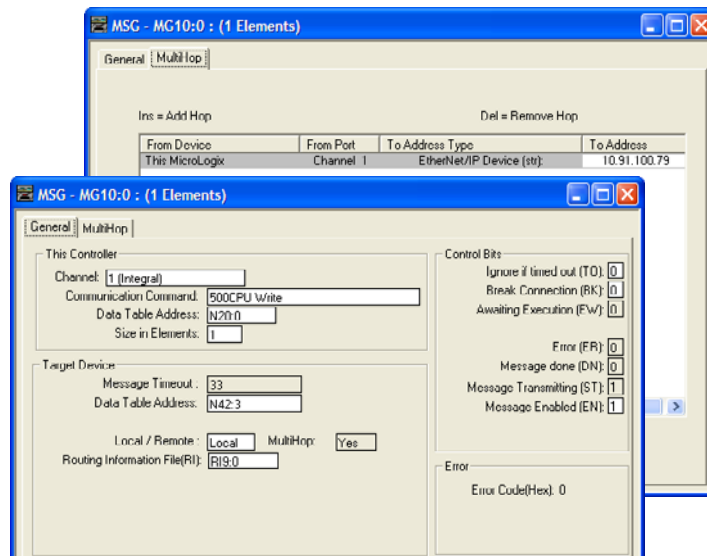 MSG - MG10:0 : (1 Elements)
General MultiHop
Ins = Add Hop Del = Remove Hop
From Device From Port To Address Type To Address
This MicroLogix Channel 1 EtherNet/IP Device (str): 10.91.100.79
MSG - MG10:0 : (1 Elements)
General MultiHop
This Controller
Channel: 1 (Integral)
Communication Command: 500CPU Write
Data Table Address: N20:0
Size in Elements: 1
Target Device
Message Timeout : 33
Data Table Address: N42:3
Local / Remote : Local MultiHop: Yes
Routing Information File(RI): RI9:0
Control Bits
Ignore if timed out (TO): 0
Break Connection (BK): 0
Awaiting Execution (EW): 0
Error (ER): 0
Message done (DN): 0
Message Transmitting (ST): 1
Message Enabled (EN): 1
Error
Error Code(Hex): 0